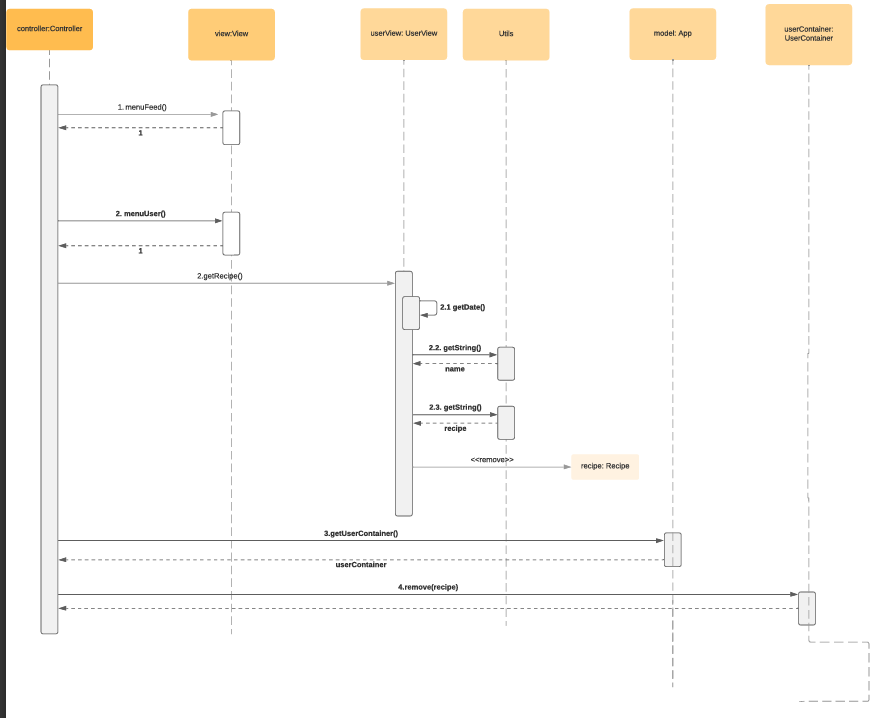 controller:Controller
view:View
userView: UserView
Utils
model: App
userContainer:
UserContainer
1. menuFeed()
1
2. menuUser()
1
2.getRecipe()
2.1 getDate()
2.2. getString()
name
2.3. getString()
recipe
<<remove>>
recipe: Recipe
3.getUserContainer()
userContainer
4.remove(recipe)